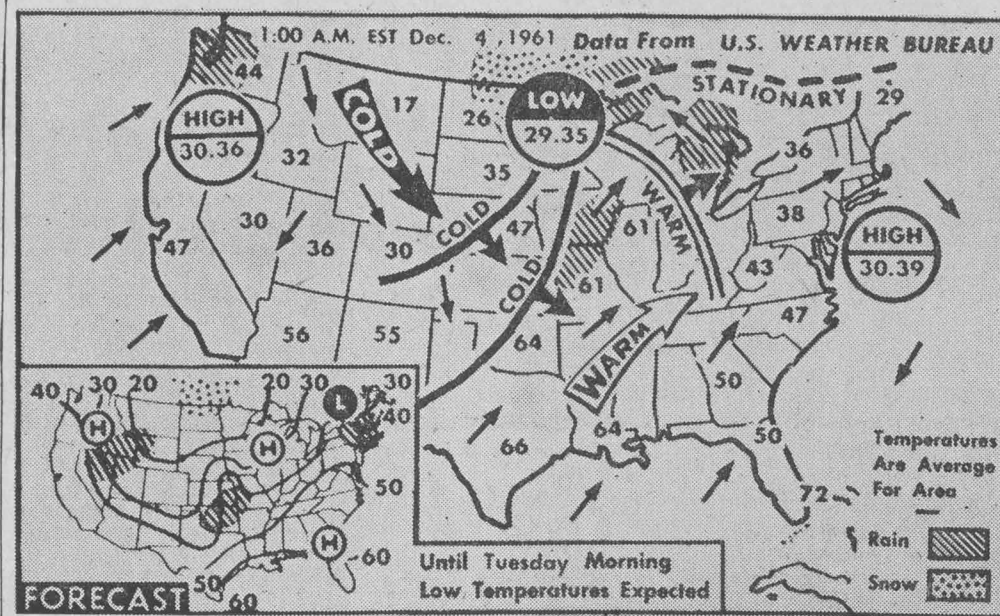 1:00 A.M. EST Dec. 4, 1961 Data From U.S. WEATHER BUREAU
44
HIGH
30.36
COLD
17
26
LOW
29.35
STATIONARY
29
32
35
36
WARM
30
47
36
30
COLD
47
61
38
HIGH
30.39
43
COLD
61
47
56
55
64
WARM
50
66
64
50
72
Temperatures
Are Average
For Area
Rain
Snow
40 30 20
20 30
L
30
40
H
H
50
H
60
50
60
FORECAST
Until Tuesday Morning
Low Temperatures Expected